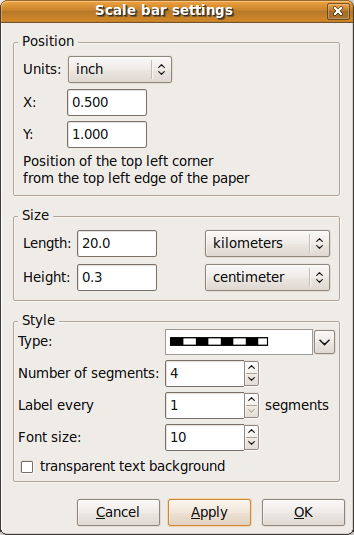 Scale bar settings
Position
Units: inch
X: 0.500
Y: 1.000
Position of the top left corner
from the top left edge of the paper
Size
Length: 20.0 kilometers
Height: 0.3 centimeter
Style
Type:
Number of segments: 4
Label every 1 segments
Font size: 10
transparent text background
Cancel Apply OK